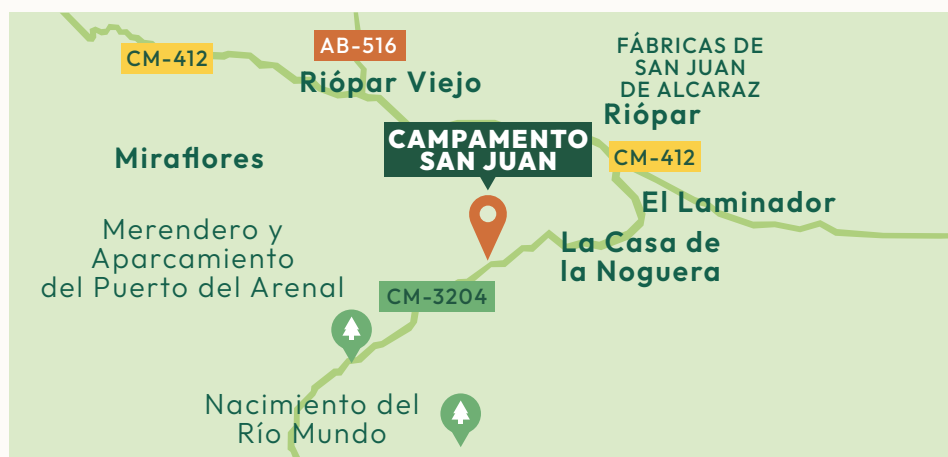 CM-412
AB-516
Riópar Viejo
FÁBRICAS DE
SAN JUAN
DE ALCARAZ
Riópar
CAMPAMENTO
SAN JUAN
CM-412
Miraflores
El Laminador
Merendero y
Aparcamiento
del Puerto del Arenal
La Casa de
la Noguera
CM-3204
Nacimiento del
Río Mundo